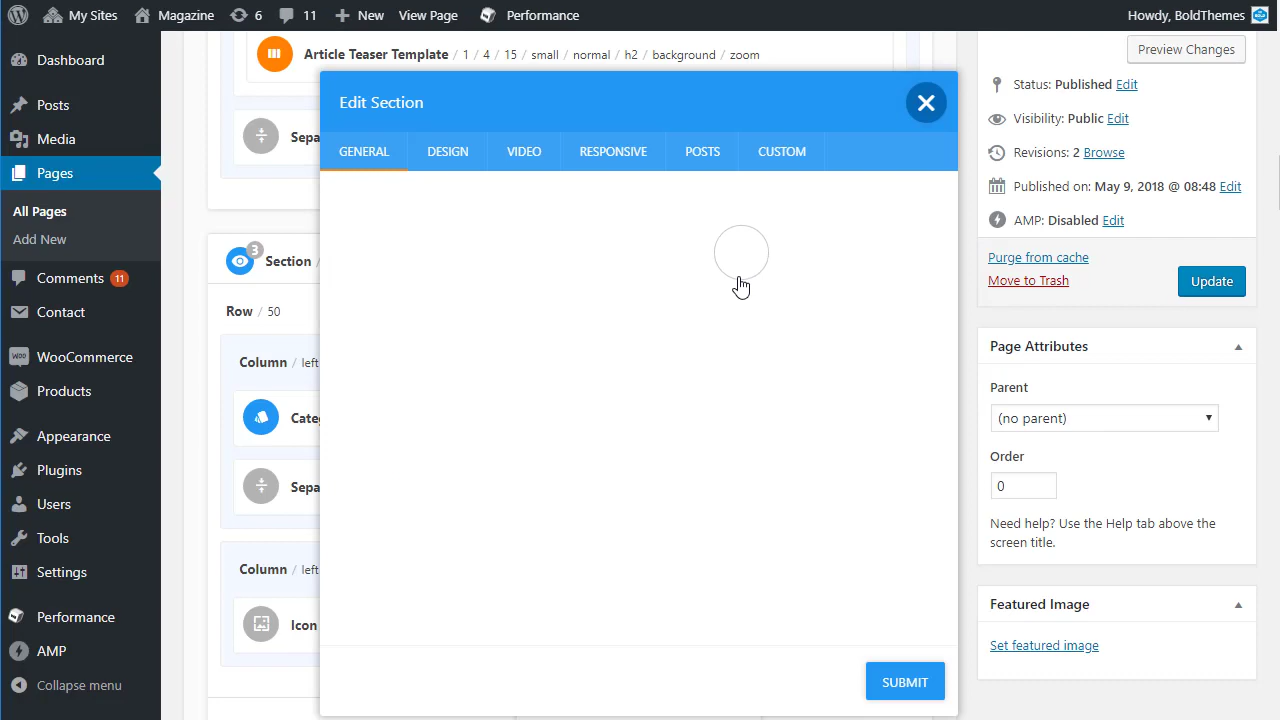 My Sites
Magazine
6
11
New
View Page
Performance
Howdy, BoldThemes
BOLD
Dashboard
Posts
Media
Pages
All Pages
Add New
Comments 11
Contact
WooCommerce
Products
Appearance
Plugins
Users
Tools
Settings
Performance
AMP
Collapse menu
Article Teaser Template / 1 / 4 / 15 / small / normal / h2 / background / zoom
Sepa
3
Section /
Row / 50
Column / left
Cate
Sepa
Column / left
Icon
Edit Section
GENERAL
DESIGN
VIDEO
RESPONSIVE
POSTS
CUSTOM
SUBMIT
Preview Changes
Status: Published Edit
Visibility: Public Edit
Revisions: 2 Browse
Published on: May 9, 2018 @ 08:48 Edit
AMP: Disabled Edit
Purge from cache
Move to Trash
Update
Page Attributes
Parent
(no parent)
Order
0
Need help? Use the Help tab above the
screen title.
Featured Image
Set featured image